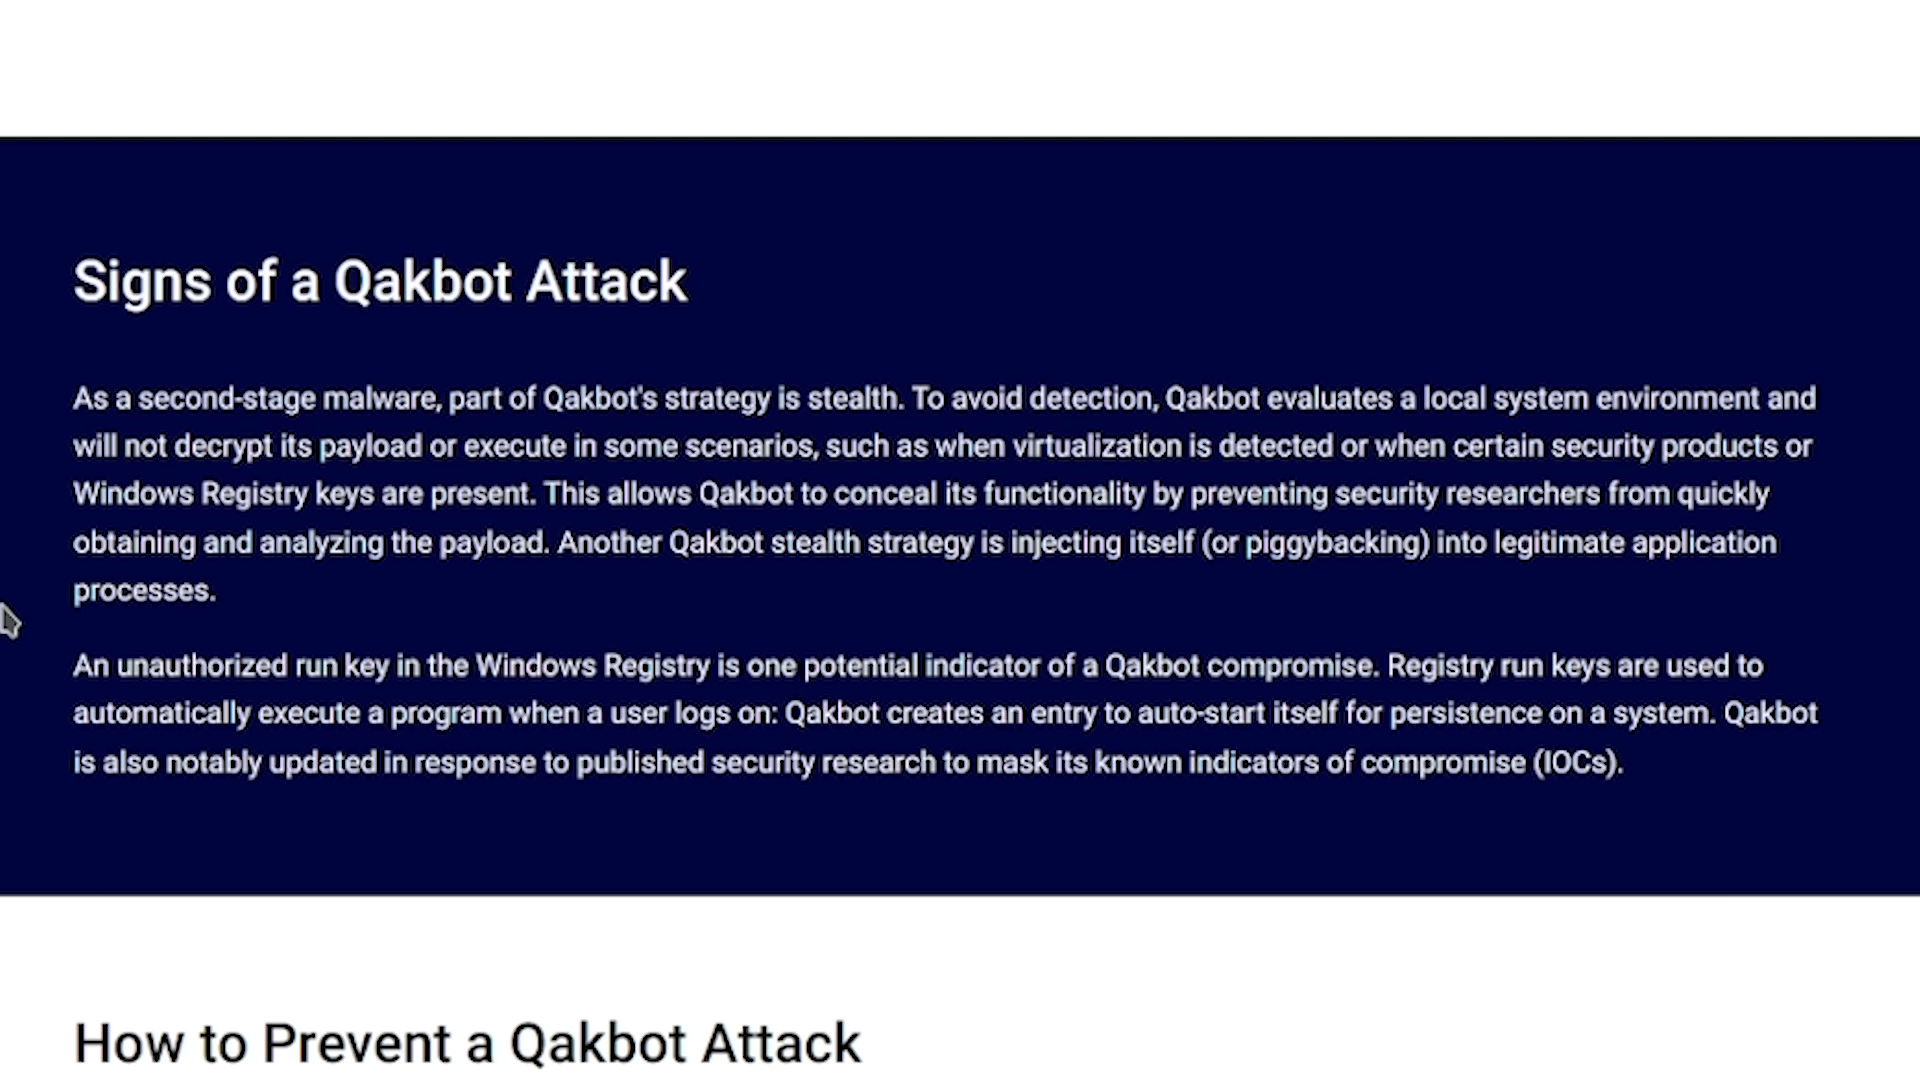 Signs of a Qakbot Attack
As a second-stage malware, part of Qakbot's strategy is stealth. To avoid detection, Qakbot evaluates a local system environment and
will not decrypt its payload or execute in some scenarios, such as when virtualization is detected or when certain security products or
Windows Registry keys are present. This allows Qakbot to conceal its functionality by preventing security researchers from quickly
obtaining and analyzing the payload. Another Qakbot stealth strategy is injecting itself (or piggybacking) into legitimate application
processes.
An unauthorized run key in the Windows Registry is one potential indicator of a Qakbot compromise. Registry run keys are used to
automatically execute a program when a user logs on: Qakbot creates an entry to auto-start itself for persistence on a system. Qakbot
is also notably updated in response to published security research to mask its known indicators of compromise (IOCs).
How to Prevent a Qakbot Attack